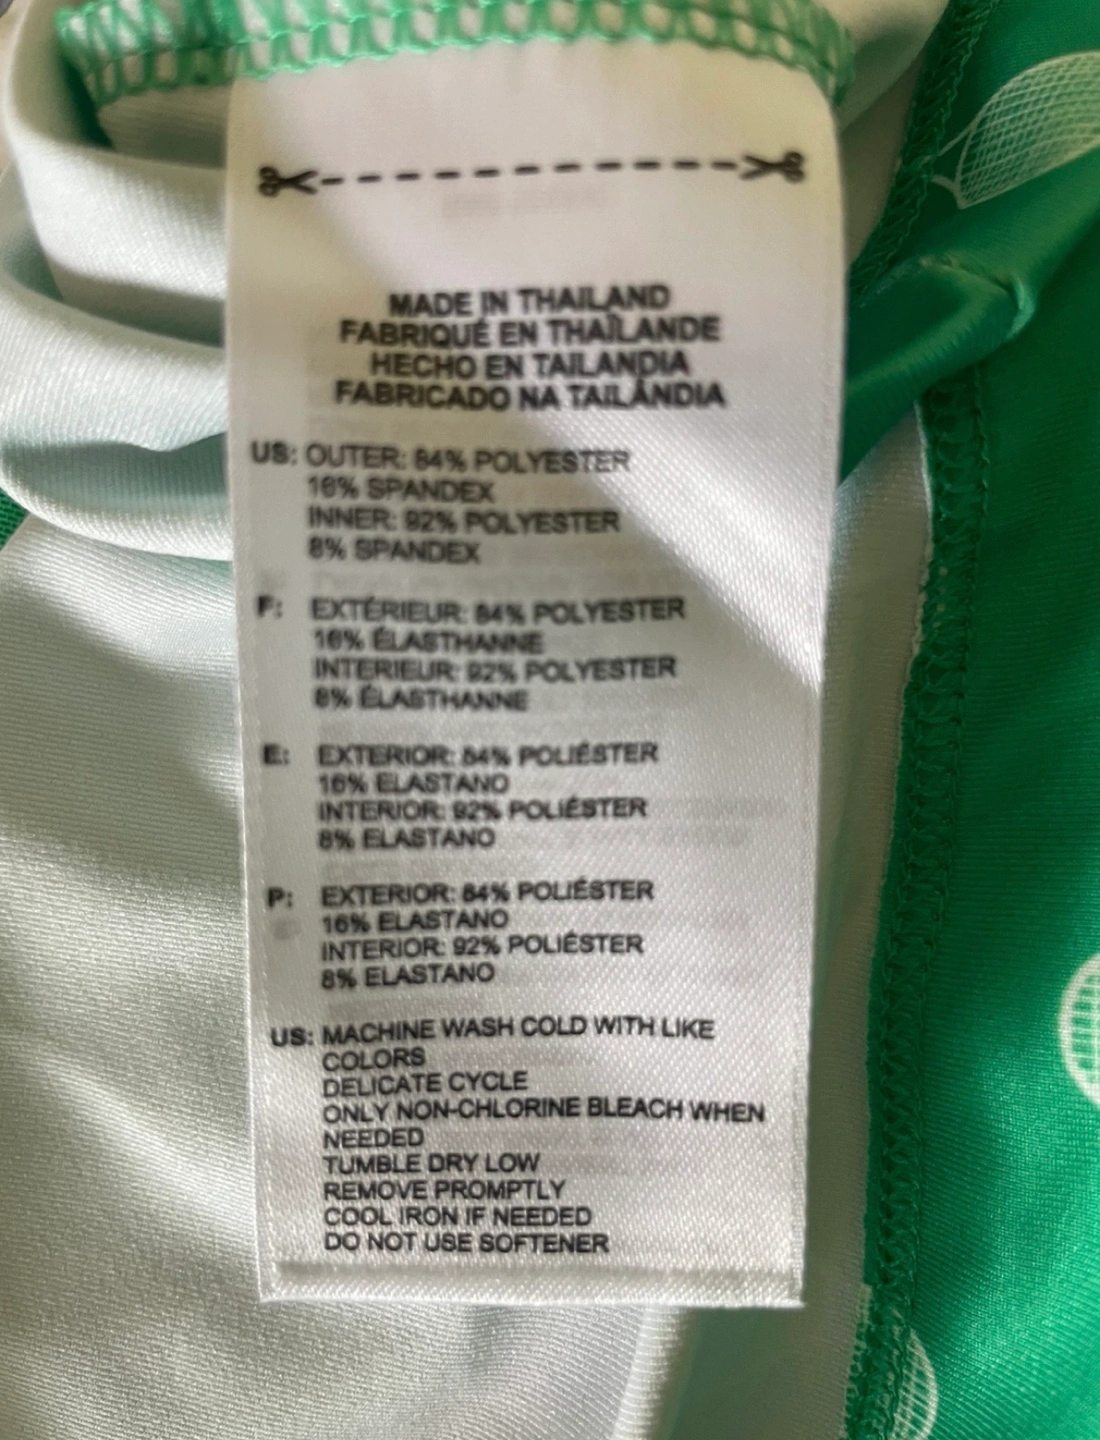 MADE IN THAILAND
FABRIQUÉ EN THAÏLANDE
HECHO EN TAILANDIA
FABRICADO NA TAILÂNDIA
US: OUTER: 84% POLYESTER
16% SPANDEX
INNER: 92% POLYESTER
8% SPANDEX
F: EXTÉRIEUR: 84% POLYESTER
16% ÉLASTHANNE
INTERIEUR: 92% POLYESTER
8% ÉLASTHANNE
E: EXTERIOR: 84% POLIÉSTER
16% ELASTANO
INTERIOR: 92% POLIÉSTER
8% ELASTANO
P: EXTERIOR: 84% POLIÉSTER
16% ELASTANO
INTERIOR: 92% POLIÉSTER
8% ELASTANO
US: MACHINE WASH COLD WITH LIKE
COLORS
DELICATE CYCLE
ONLY NON-CHLORINE BLEACH WHEN
NEEDED
TUMBLE DRY LOW
REMOVE PROMPTLY
COOL IRON IF NEEDED
DO NOT USE SOFTENER